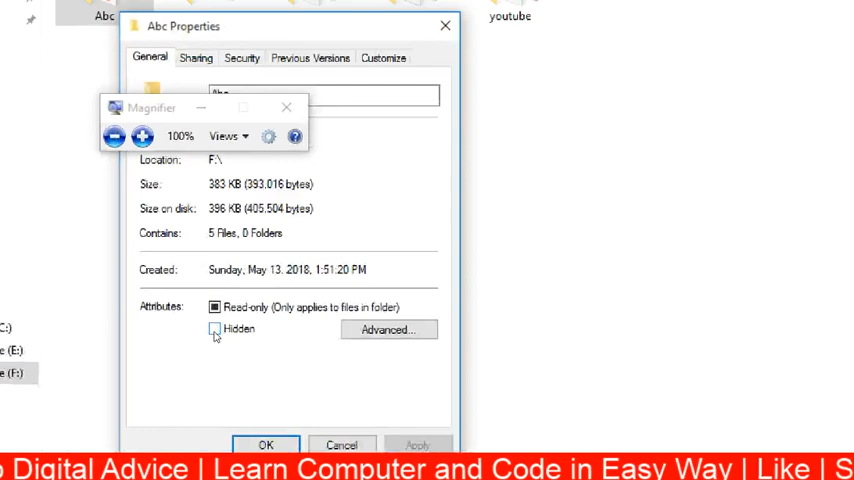 Abc
youtube
Abc Properties
General Sharing Security Previous Versions Customize
Abc
Magnifier
100% Views
Location: F:\
Size: 383 KB (393,016 bytes)
Size on disk: 396 KB (405,504 bytes)
Contains: 5 Files, 0 Folders
Created: Sunday, May 13, 2018, 1:51:20 PM
Attributes: Read-only (Only applies to files in folder)
Hidden Advanced...
C:)
e (E:)
e (F:)
OK Cancel Apply
o Digital Advice | Learn Computer and Code in Easy Way | Like | S